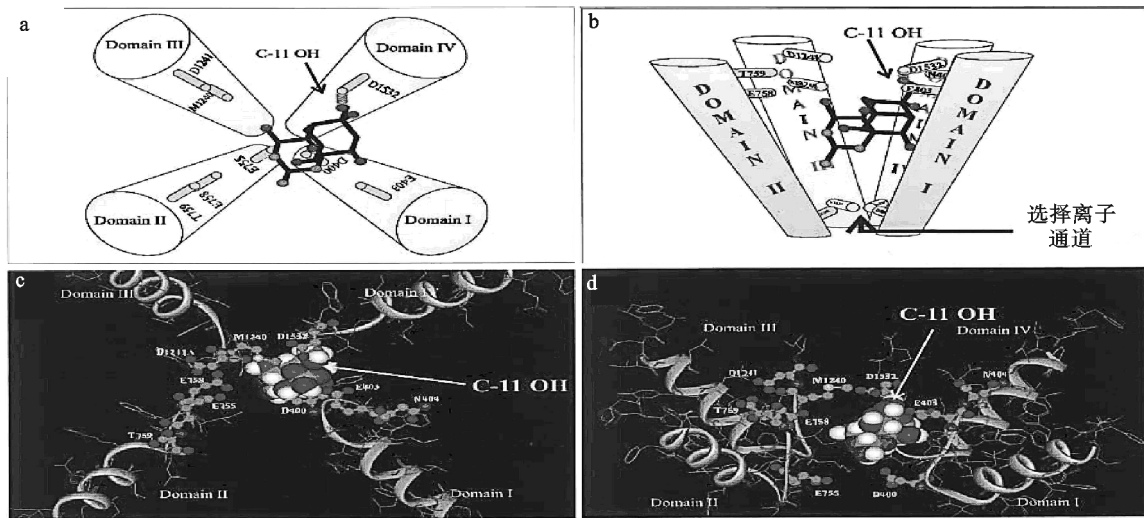 a
Domain III
C-11 OH
Domain IV
D1241
M1240
D1532
E755
D400
E758
T759
E403
Domain II
Domain I
b
C-11 OH
D1241
D1532
T759
E758
E403
DOMAIN II
DOMAIN I
选择离子
通道
c
Domain III
Domain IV
M1240
D1532
D1241
E758
C-11 OH
E403
E755
N404
D400
T759
Domain II
Domain I
d
C-11 OH
Domain III
Domain IV
D1241
M1240
D1532
N404
T759
E403
E758
E755
D400
Domain II
Domain I